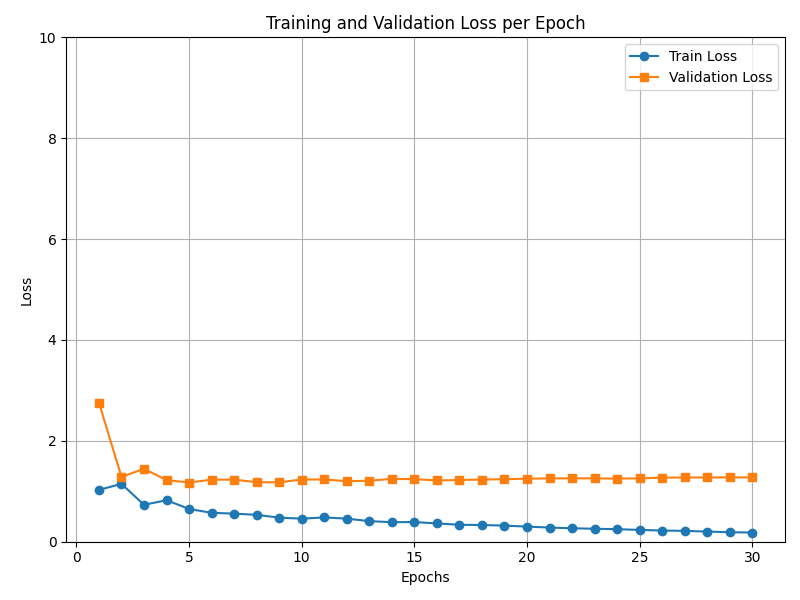 Training and Validation Loss per Epoch
Train Loss
Validation Loss
Loss
10
8
6
4
2
0
0 5 10 15 20 25 30
Epochs